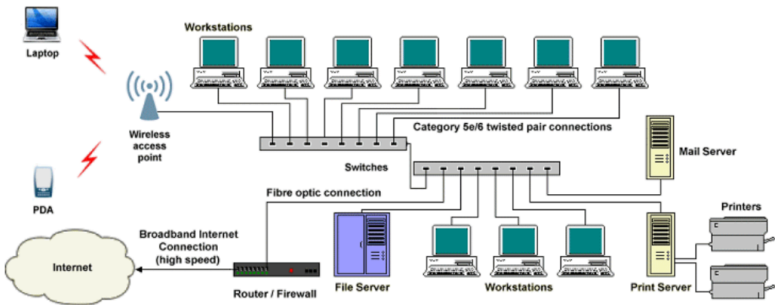 Workstations
Laptop
Wireless
access
point
Category 5e/6 twisted pair connections
Switches
Mail Server
PDA
Fibre optic connection
Printers
Broadband Internet
Connection
(high speed)
Internet
Router / Firewall
File Server
Workstations
Print Server